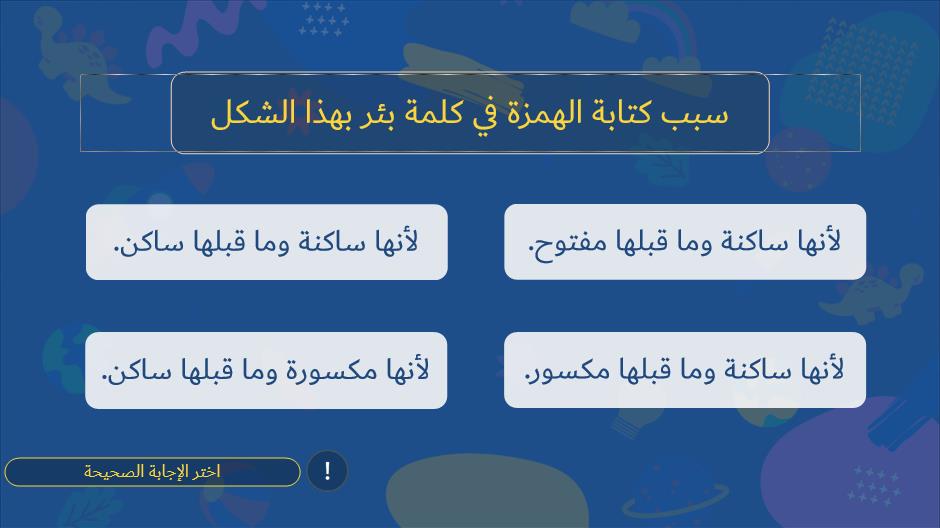 سبب كتابة الهمزة في كلمة بئر بهذا الشكل
لأنها ساكنة وما قبلها مفتوح.
لأنها ساكنة وما قبلها ساكن.
لأنها ساكنة وما قبلها مكسور.
لأنها مكسورة وما قبلها ساكن.
!
اختر الإجابة الصحيحة